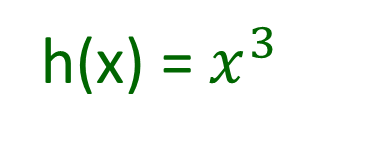 h(x) = x³